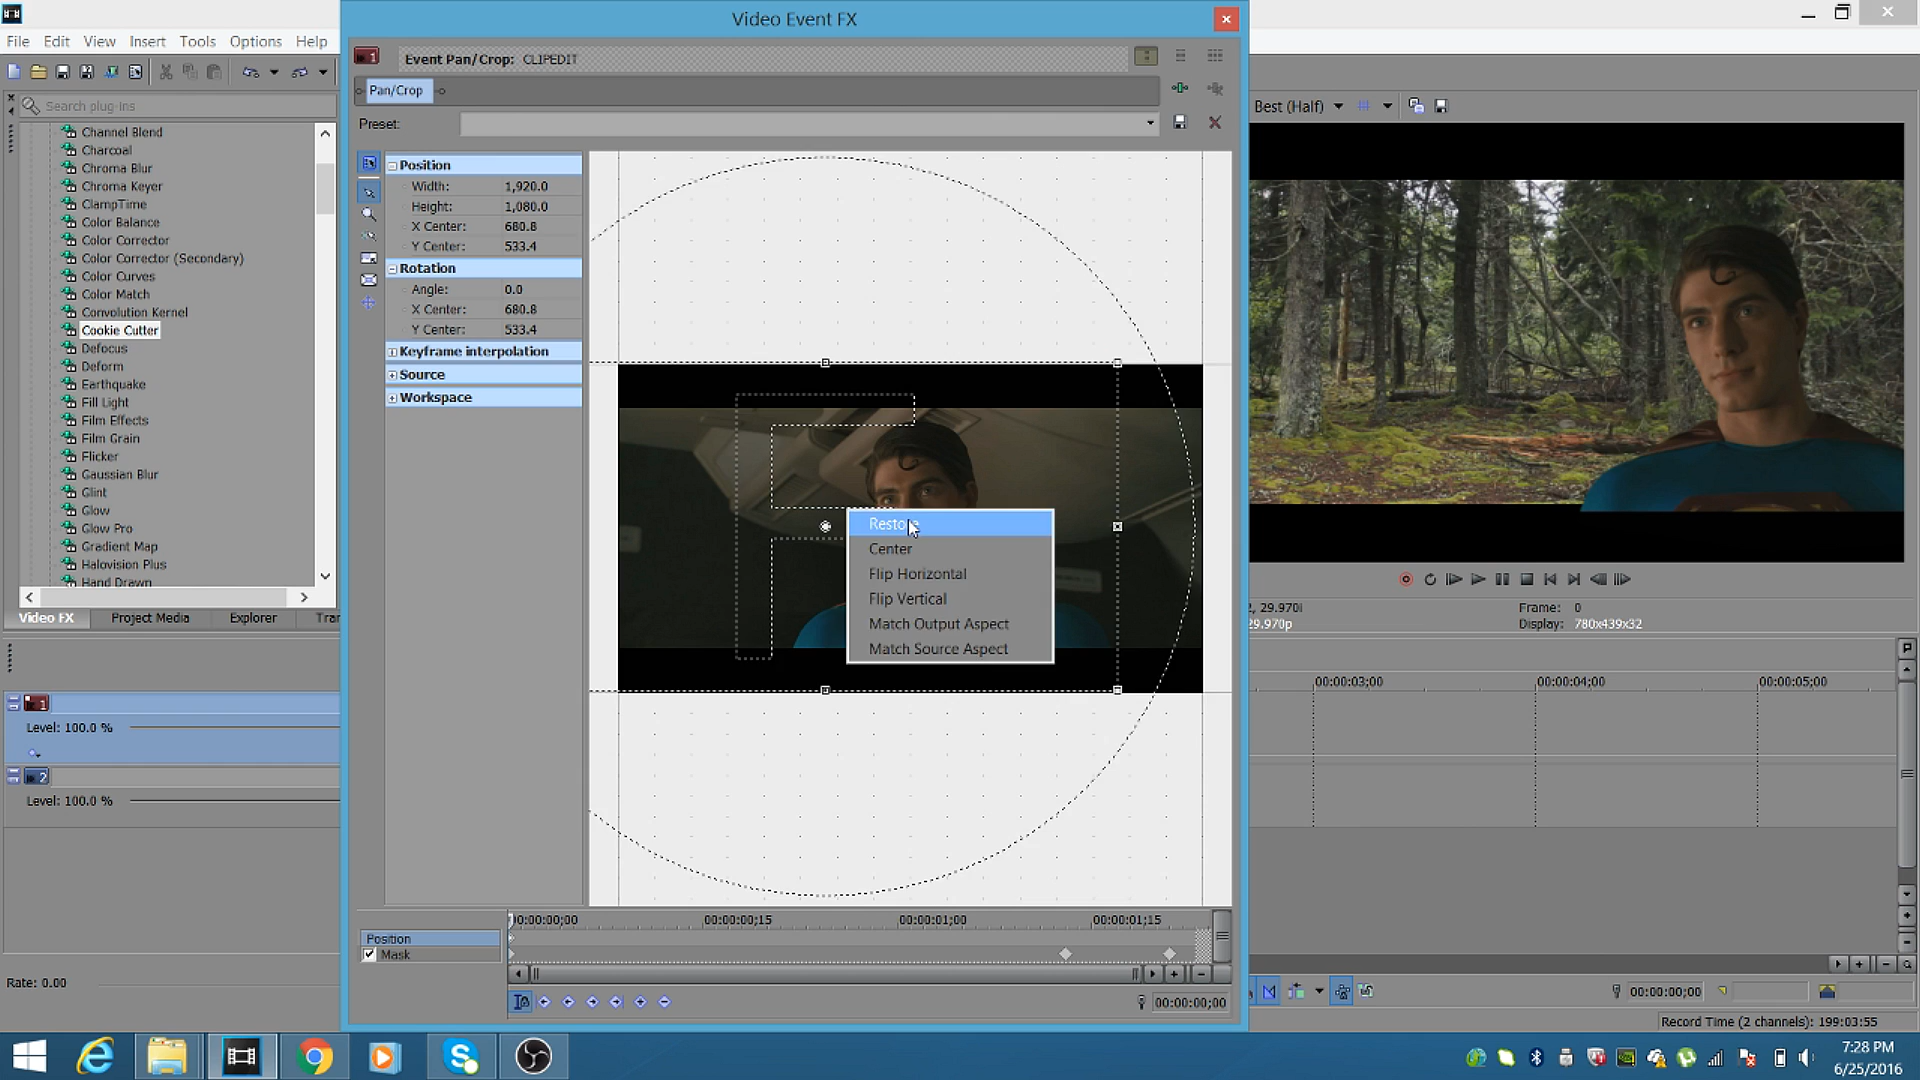 Video Event FX
File Edit View Insert Tools Options Help
Event Pan/Crop: CLIPEDIT
1
Pan/Crop
Search plug-ins
Best (Half)
Preset:
Channel Blend
Charcoal
Chroma Blur
Chroma Keyer
ClampTime
Color Balance
Color Corrector
Color Corrector (Secondary)
Color Curves
Color Match
Convolution Kernel
Cookie Cutter
Defocus
Deform
Earthquake
Fill Light
Film Effects
Film Grain
Flicker
Gaussian Blur
Glint
Glow
Glow Pro
Gradient Map
Halovision Plus
Hand Drawn
Position
Width: 1,920.0
Height: 1,080.0
X Center: 680.8
Y Center: 533.4
Rotation
Angle: 0.0
X Center: 680.8
Y Center: 533.4
Keyframe interpolation
Source
Workspace
Restore
Center
Flip Horizontal
Flip Vertical
Match Output Aspect
Match Source Aspect
Video FX Project Media Explorer Tra
2, 29.970i
29.970p
Frame: 0
Display: 780x439x32
1
Level: 100.0 %
2
Level: 100.0 %
00:00:03;00 00:00:04;00 00:00:05;00
00:00:00;00 00:00:00;15 00:00:01;00 00:00:01;15
Position
Mask
Rate: 0.00
00:00:00;00
00:00:00;00
Record Time (2 channels): 199:03:55
7:28 PM
6/25/2016